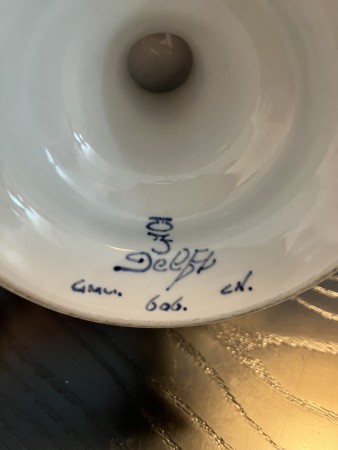 Delft
GMU. 606. CN.